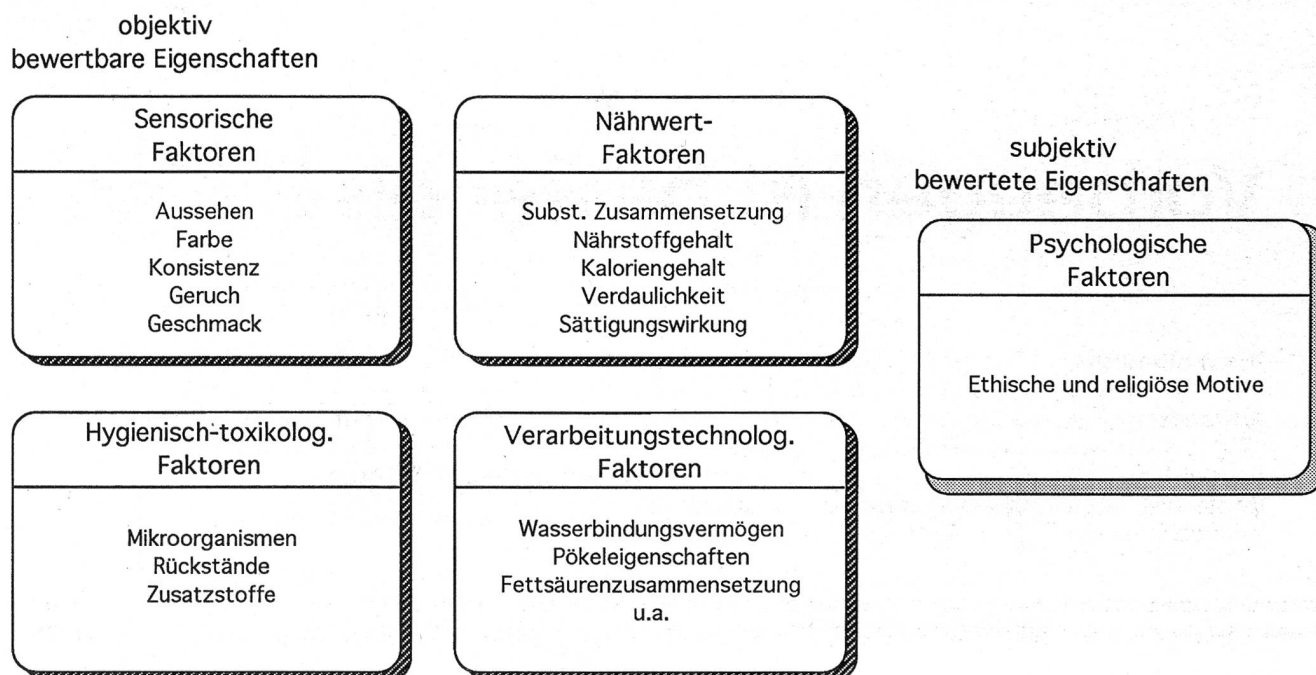 objektiv
bewertbare Eigenschaften
Sensorische
Faktoren
Aussehen
Farbe
Konsistenz
Geruch
Geschmack
Nährwert-
Faktoren
Subst. Zusammensetzung
Nährstoffgehalt
Kaloriengehalt
Verdaulichkeit
Sättigungswirkung
Hygienisch-toxikolog.
Faktoren
Mikroorganismen
Rückstände
Zusatzstoffe
Verarbeitungstechnolog.
Faktoren
Wasserbindungsvermögen
Pökeleigenschaften
Fettsäurenzusammensetzung
u.a.
subjektiv
bewertete Eigenschaften
Psychologische
Faktoren
Ethische und religiöse Motive